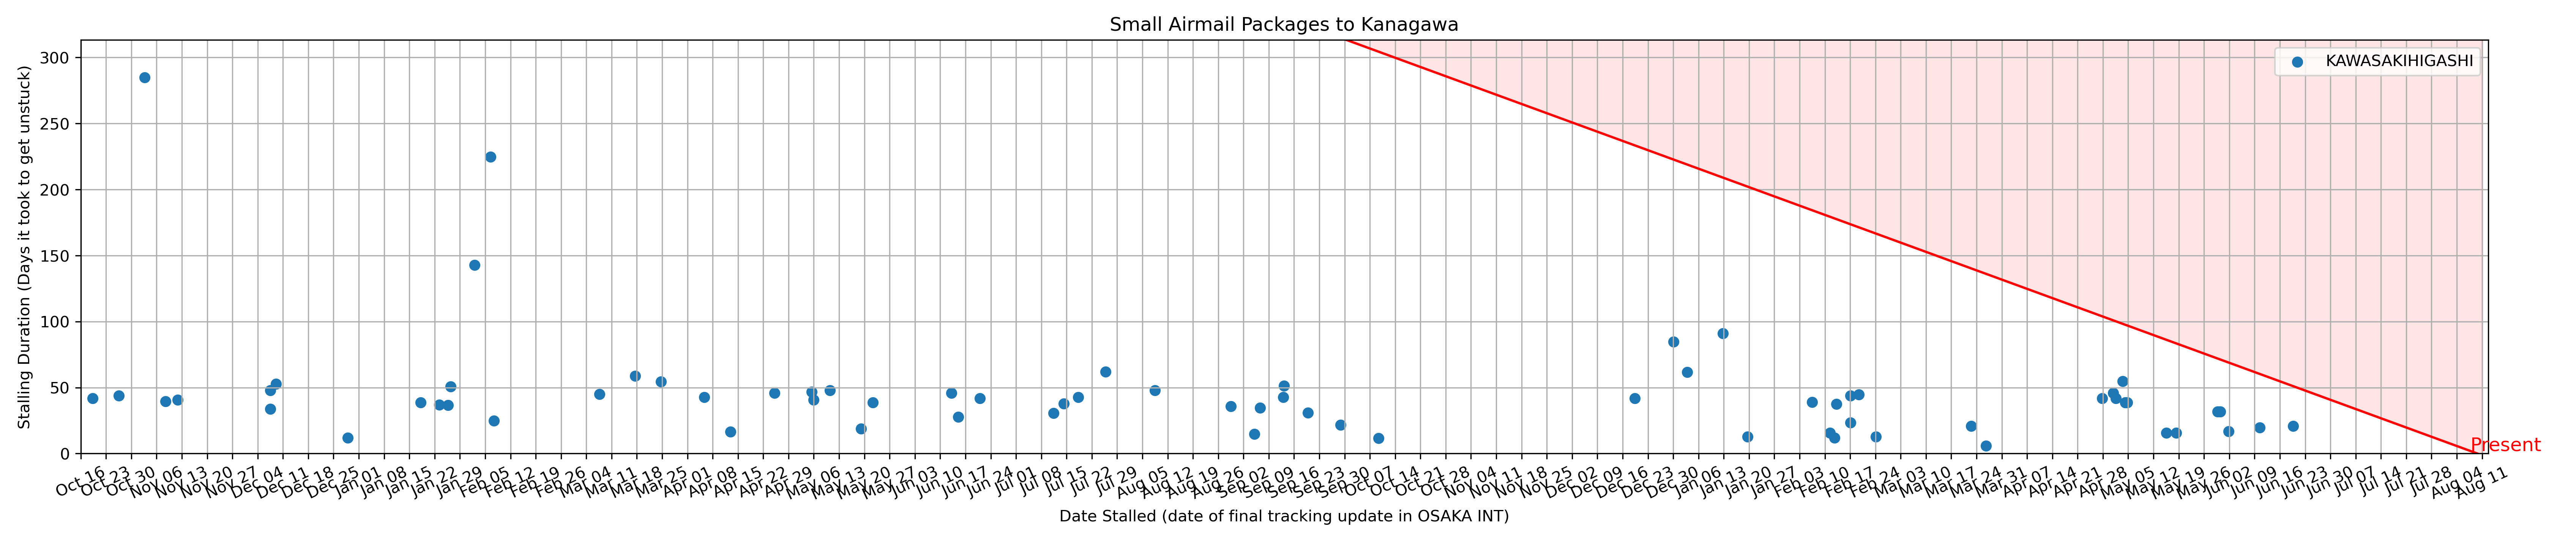 Small Airmail Packages to Kanagawa
KAWASAKIHIGASHI
Stalling Duration (Days it took to get unstuck)
300
250
200
150
100
50
0
Present
Oct 16
Oct 23
Oct 30
Nov 06
Nov 13
Nov 20
Nov 27
Dec 04
Dec 11
Dec 18
Dec 25
Jan 01
Jan 08
Jan 15
Jan 22
Jan 29
Feb 05
Feb 12
Feb 19
Feb 26
Mar 04
Mar 11
Mar 18
Mar 25
Apr 01
Apr 08
Apr 15
Apr 22
Apr 29
May 06
May 13
May 20
May 27
Jun 03
Jun 10
Jun 17
Jun 24
Jul 01
Jul 08
Jul 15
Jul 22
Jul 29
Aug 05
Aug 12
Aug 19
Aug 26
Sep 02
Sep 09
Sep 16
Sep 23
Sep 30
Oct 07
Oct 14
Oct 21
Oct 28
Nov 04
Nov 11
Nov 18
Nov 25
Dec 02
Dec 09
Dec 16
Dec 23
Dec 30
Jan 06
Jan 13
Jan 20
Jan 27
Feb 03
Feb 10
Feb 17
Feb 24
Mar 03
Mar 10
Mar 17
Mar 24
Mar 31
Apr 07
Apr 14
Apr 21
Apr 28
May 05
May 12
May 19
May 26
Jun 02
Jun 09
Jun 16
Jun 23
Jun 30
Jul 07
Jul 14
Jul 21
Jul 28
Aug 04
Aug 11
Date Stalled (date of final tracking update in OSAKA INT)